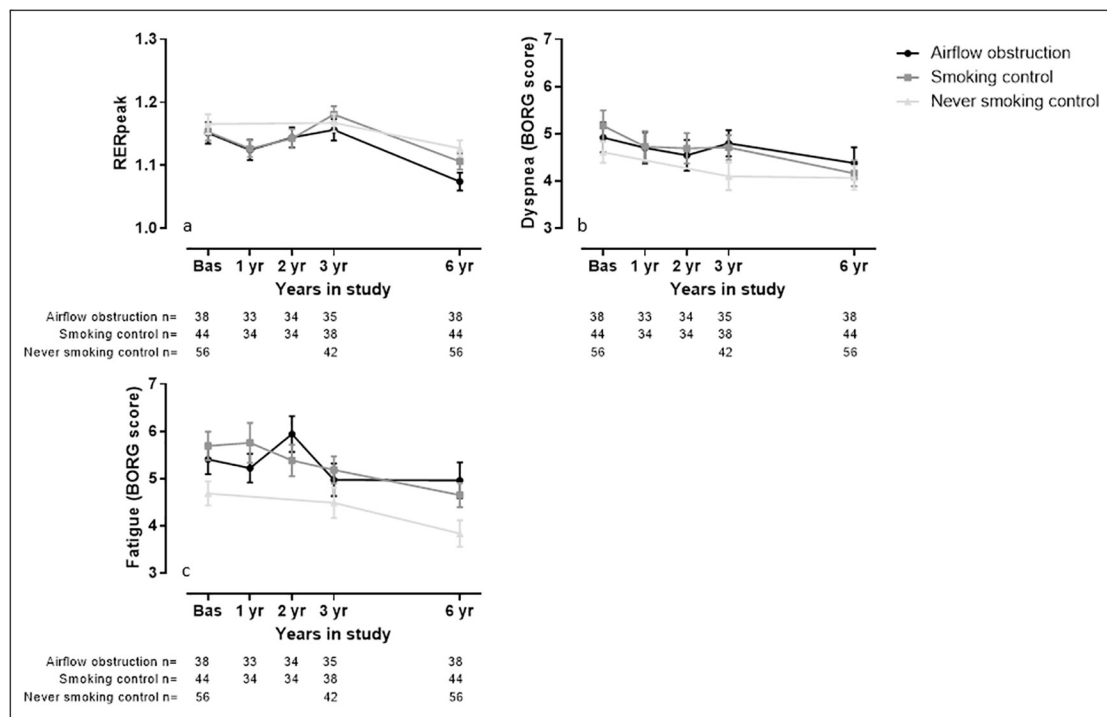 1.3
1.2
1.1
1.0
RERpeak
a
Bas 1 yr 2 yr 3 yr 6 yr
Years in study
Airflow obstruction n= 38 33 34 35 38
Smoking control n= 44 34 34 38 44
Never smoking control n= 56 42 56
7
6
5
4
3
Dyspnea (BORG score)
b
Bas 1 yr 2 yr 3 yr 6 yr
Years in study
38 33 34 35 38
44 34 34 38 44
56 42 56
Airflow obstruction
Smoking control
Never smoking control
7
6
5
4
3
Fatigue (BORG score)
c
Bas 1 yr 2 yr 3 yr 6 yr
Years in study
Airflow obstruction n= 38 33 34 35 38
Smoking control n= 44 34 34 38 44
Never smoking control n= 56 42 56